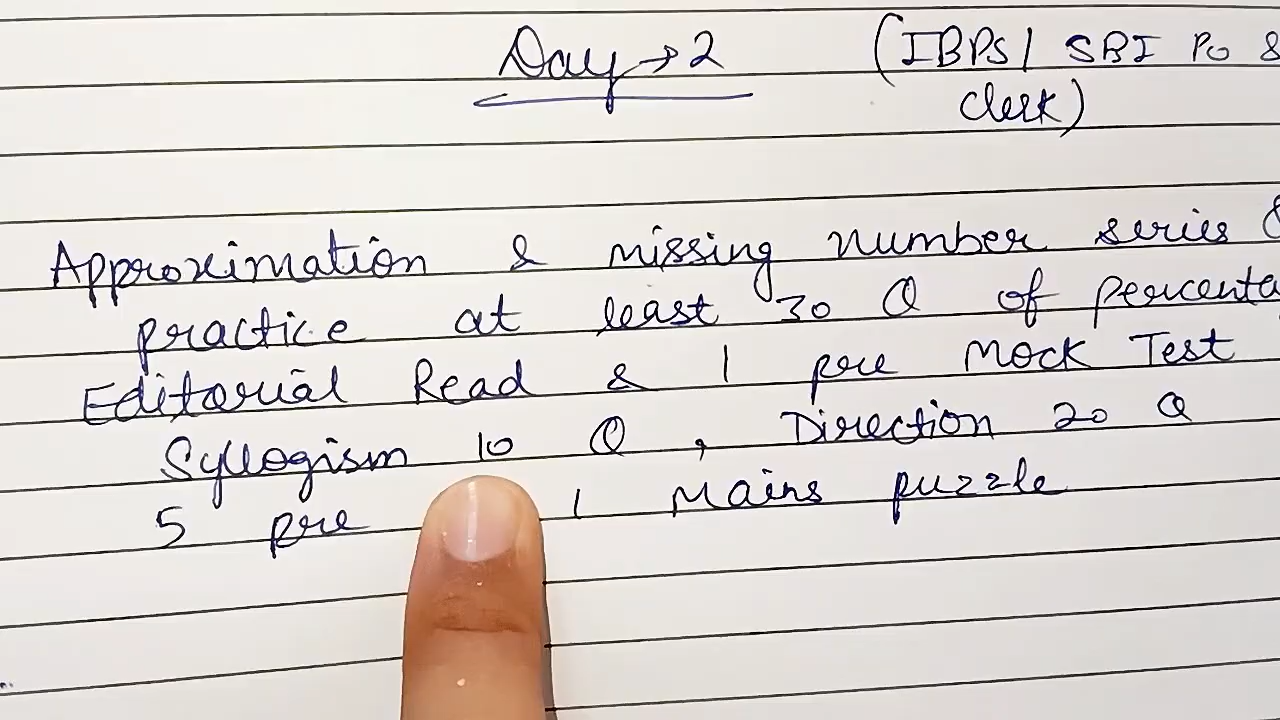 Day → 2 (IBPS/ SBI PO &
Clerk)
Approximation & missing number series &
practice at least 30 Q of percenta
Editorial Read & 1 pre Mock Test
Syllogism 10 Q , Direction 20 Q
5 pre 1 Mains puzzle